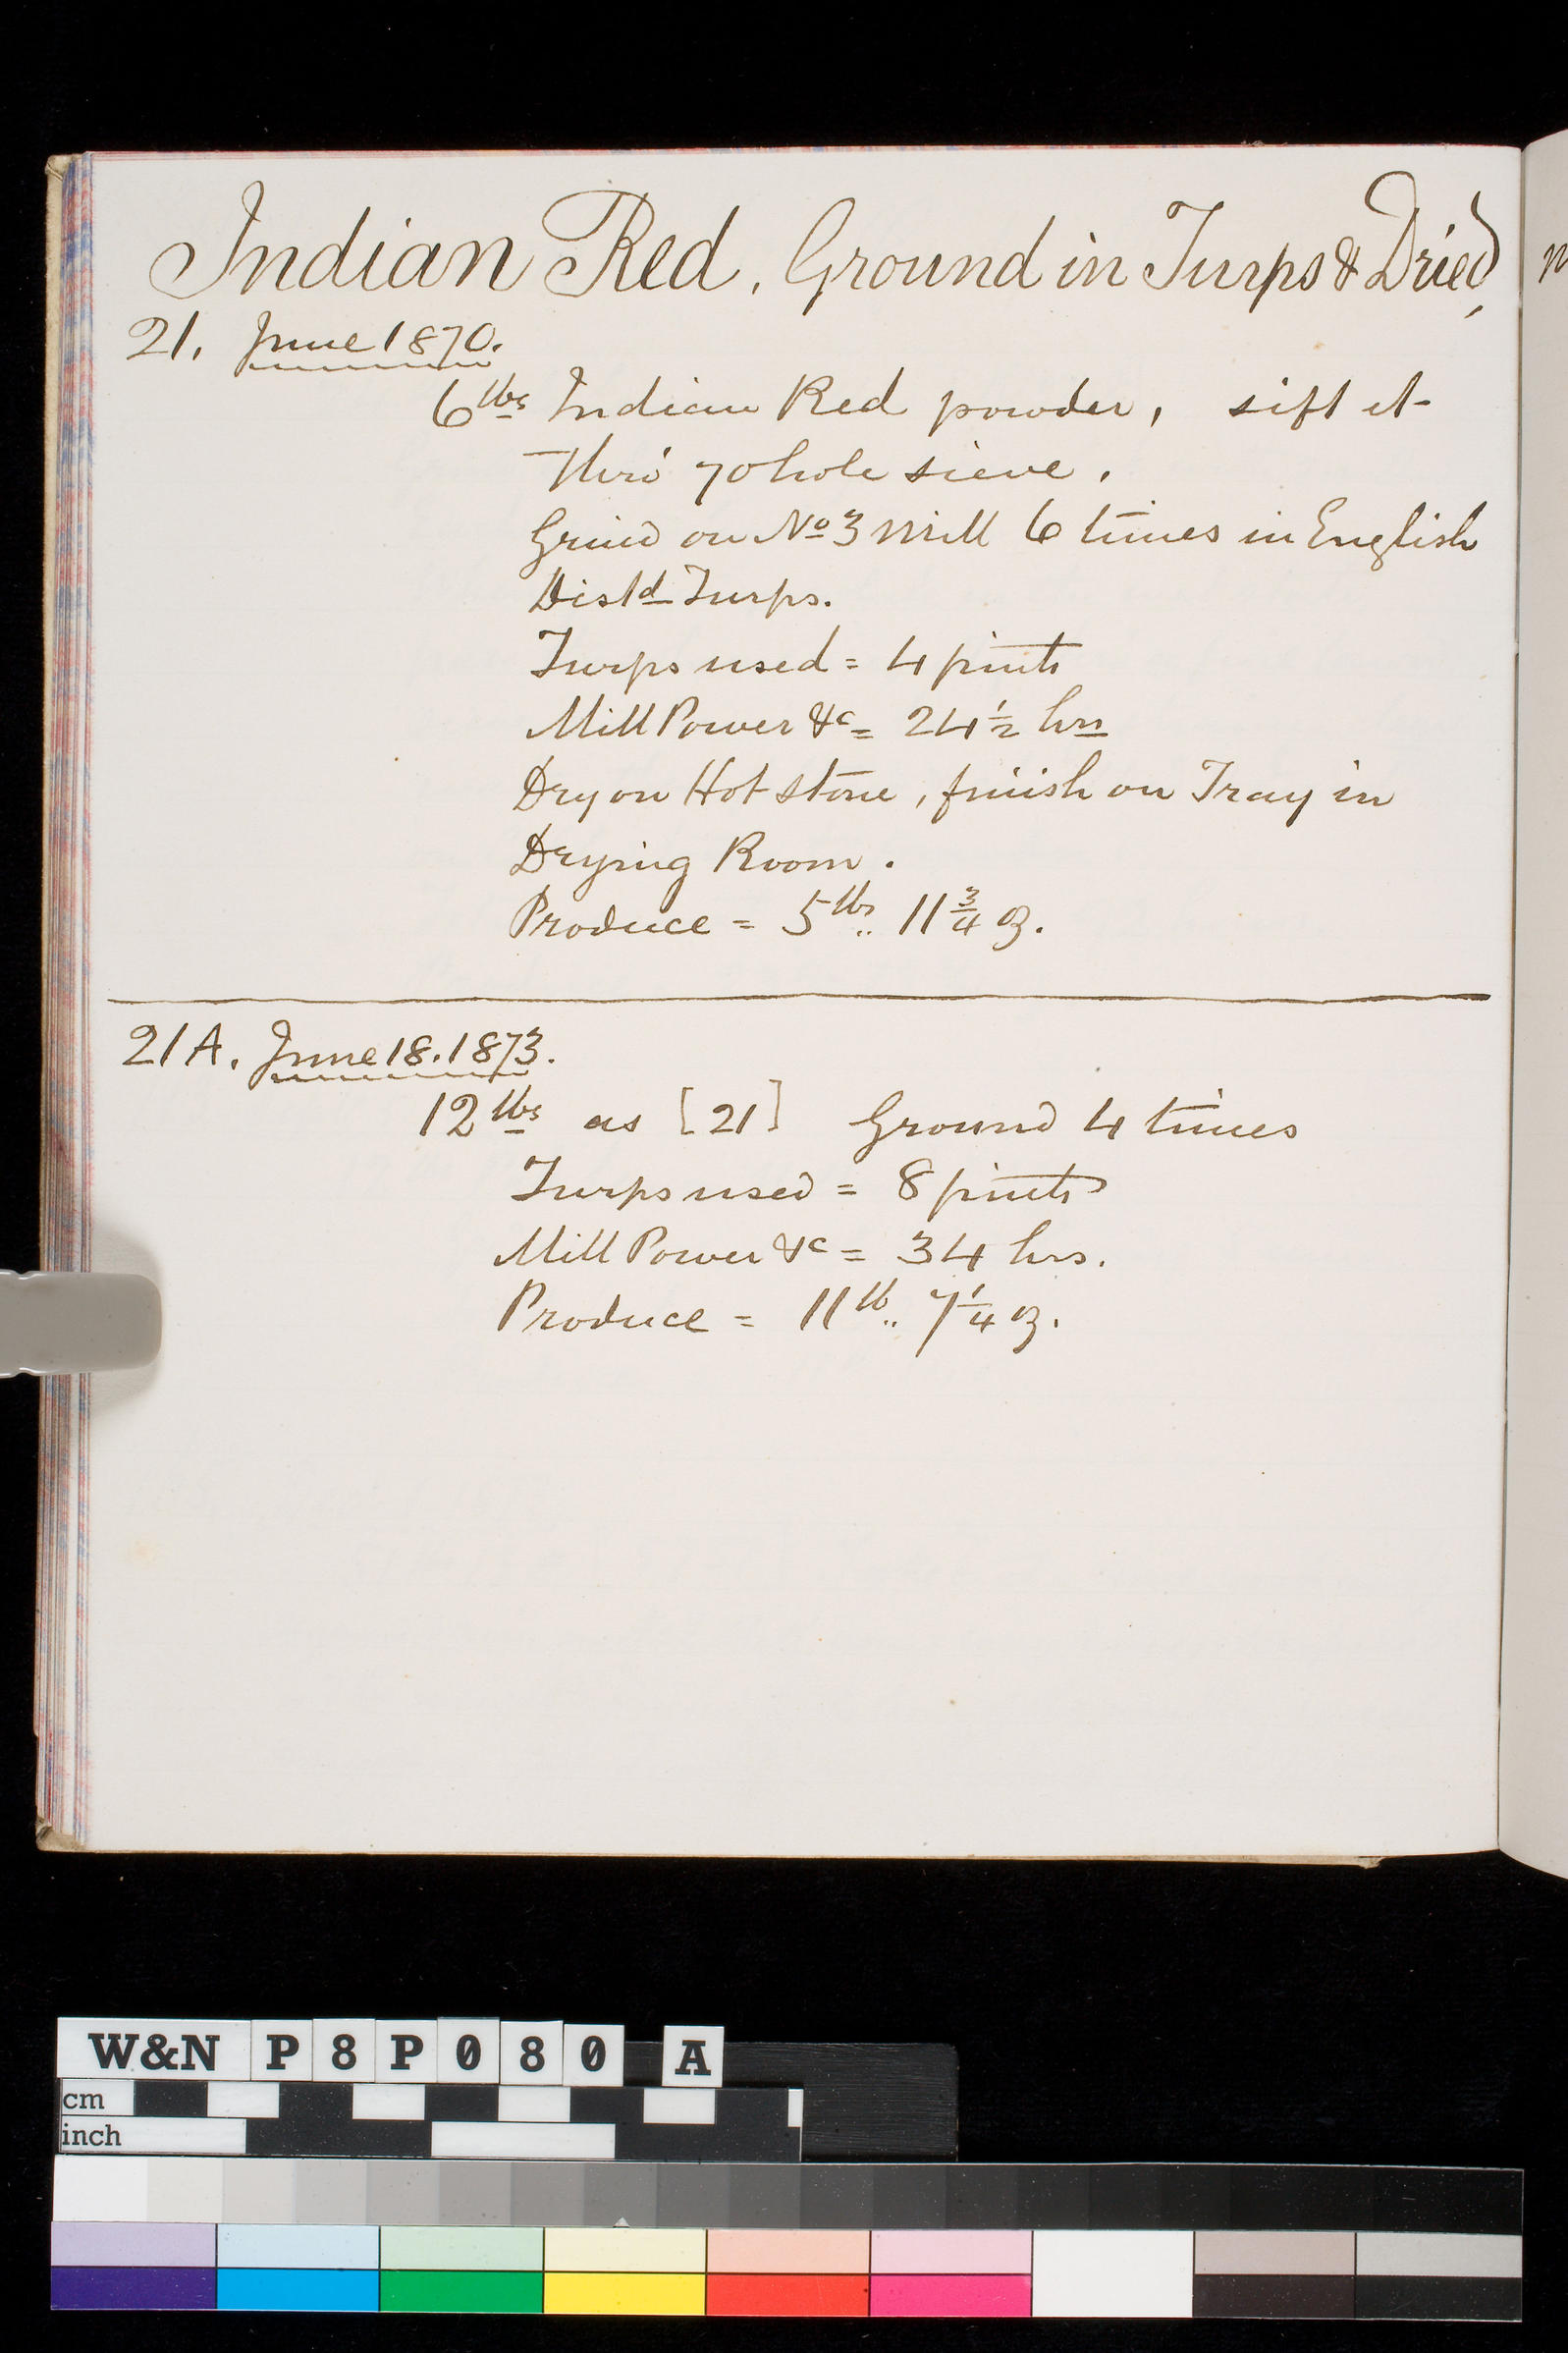 Indian Red, Ground in Turps & Dried,
21. June 1870.
6 lbs Indian Red powder, sift it
thro' 70 hole sieve.
Grind on No 3 Mill 6 times in English
Distd Turps.
Turps used = 4 pints
Mill Power &c = 24 1/2 hrs
Dry on Hot stone, finish on Tray in
Drying Room.
Produce = 5 lbs.. 11 3/4 oz.
21A. June 18. 1873.
12 lbs as [21] Ground 4 times
Turps used = 8 pints
Mill Power &c = 34 hrs.
Produce = 11 lb.. 7 1/4 oz.
W&N P8P080 A
cm
inch